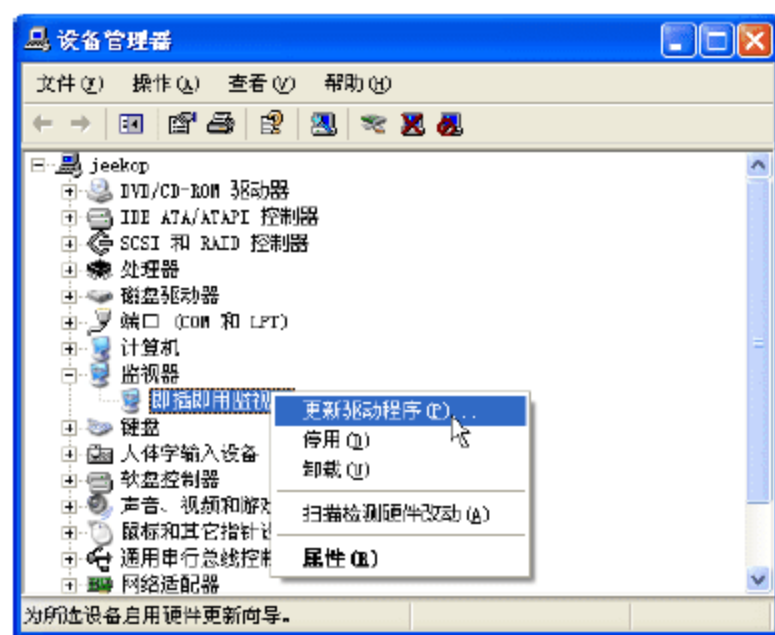 设备管理器
文件(F) 操作(A) 查看(V) 帮助(H)
jeekop
DVD/CD-ROM 驱动器
IDE ATA/ATAPI 控制器
SCSI 和 RAID 控制器
处理器
磁盘驱动器
端口 (COM 和 LPT)
计算机
监视器
即插即用监视
更新驱动程序(P)...
键盘
停用(D)
人体学输入设备
卸载(U)
软盘控制器
声音、视频和游戏
扫描检测硬件改动(A)
鼠标和其它指针设
通用串行总线控制
属性(R)
网络适配器
为所选设备启用硬件更新向导。